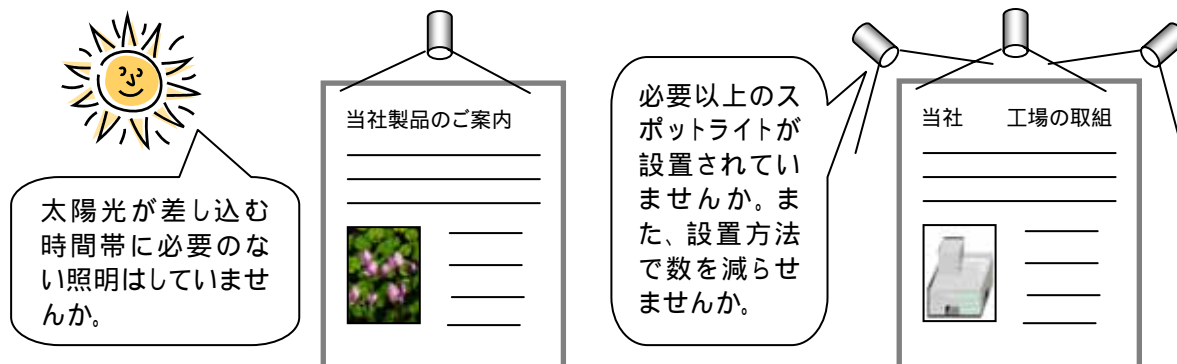 太陽光が差し込む
時間帯に必要のな
い照明はしていませ
んか。
当社製品のご案内
必要以上のス
ポットライトが
設置されてい
ませんか。ま
た、設置方法
で数を減らせ
ませんか。
当社　　工場の取組